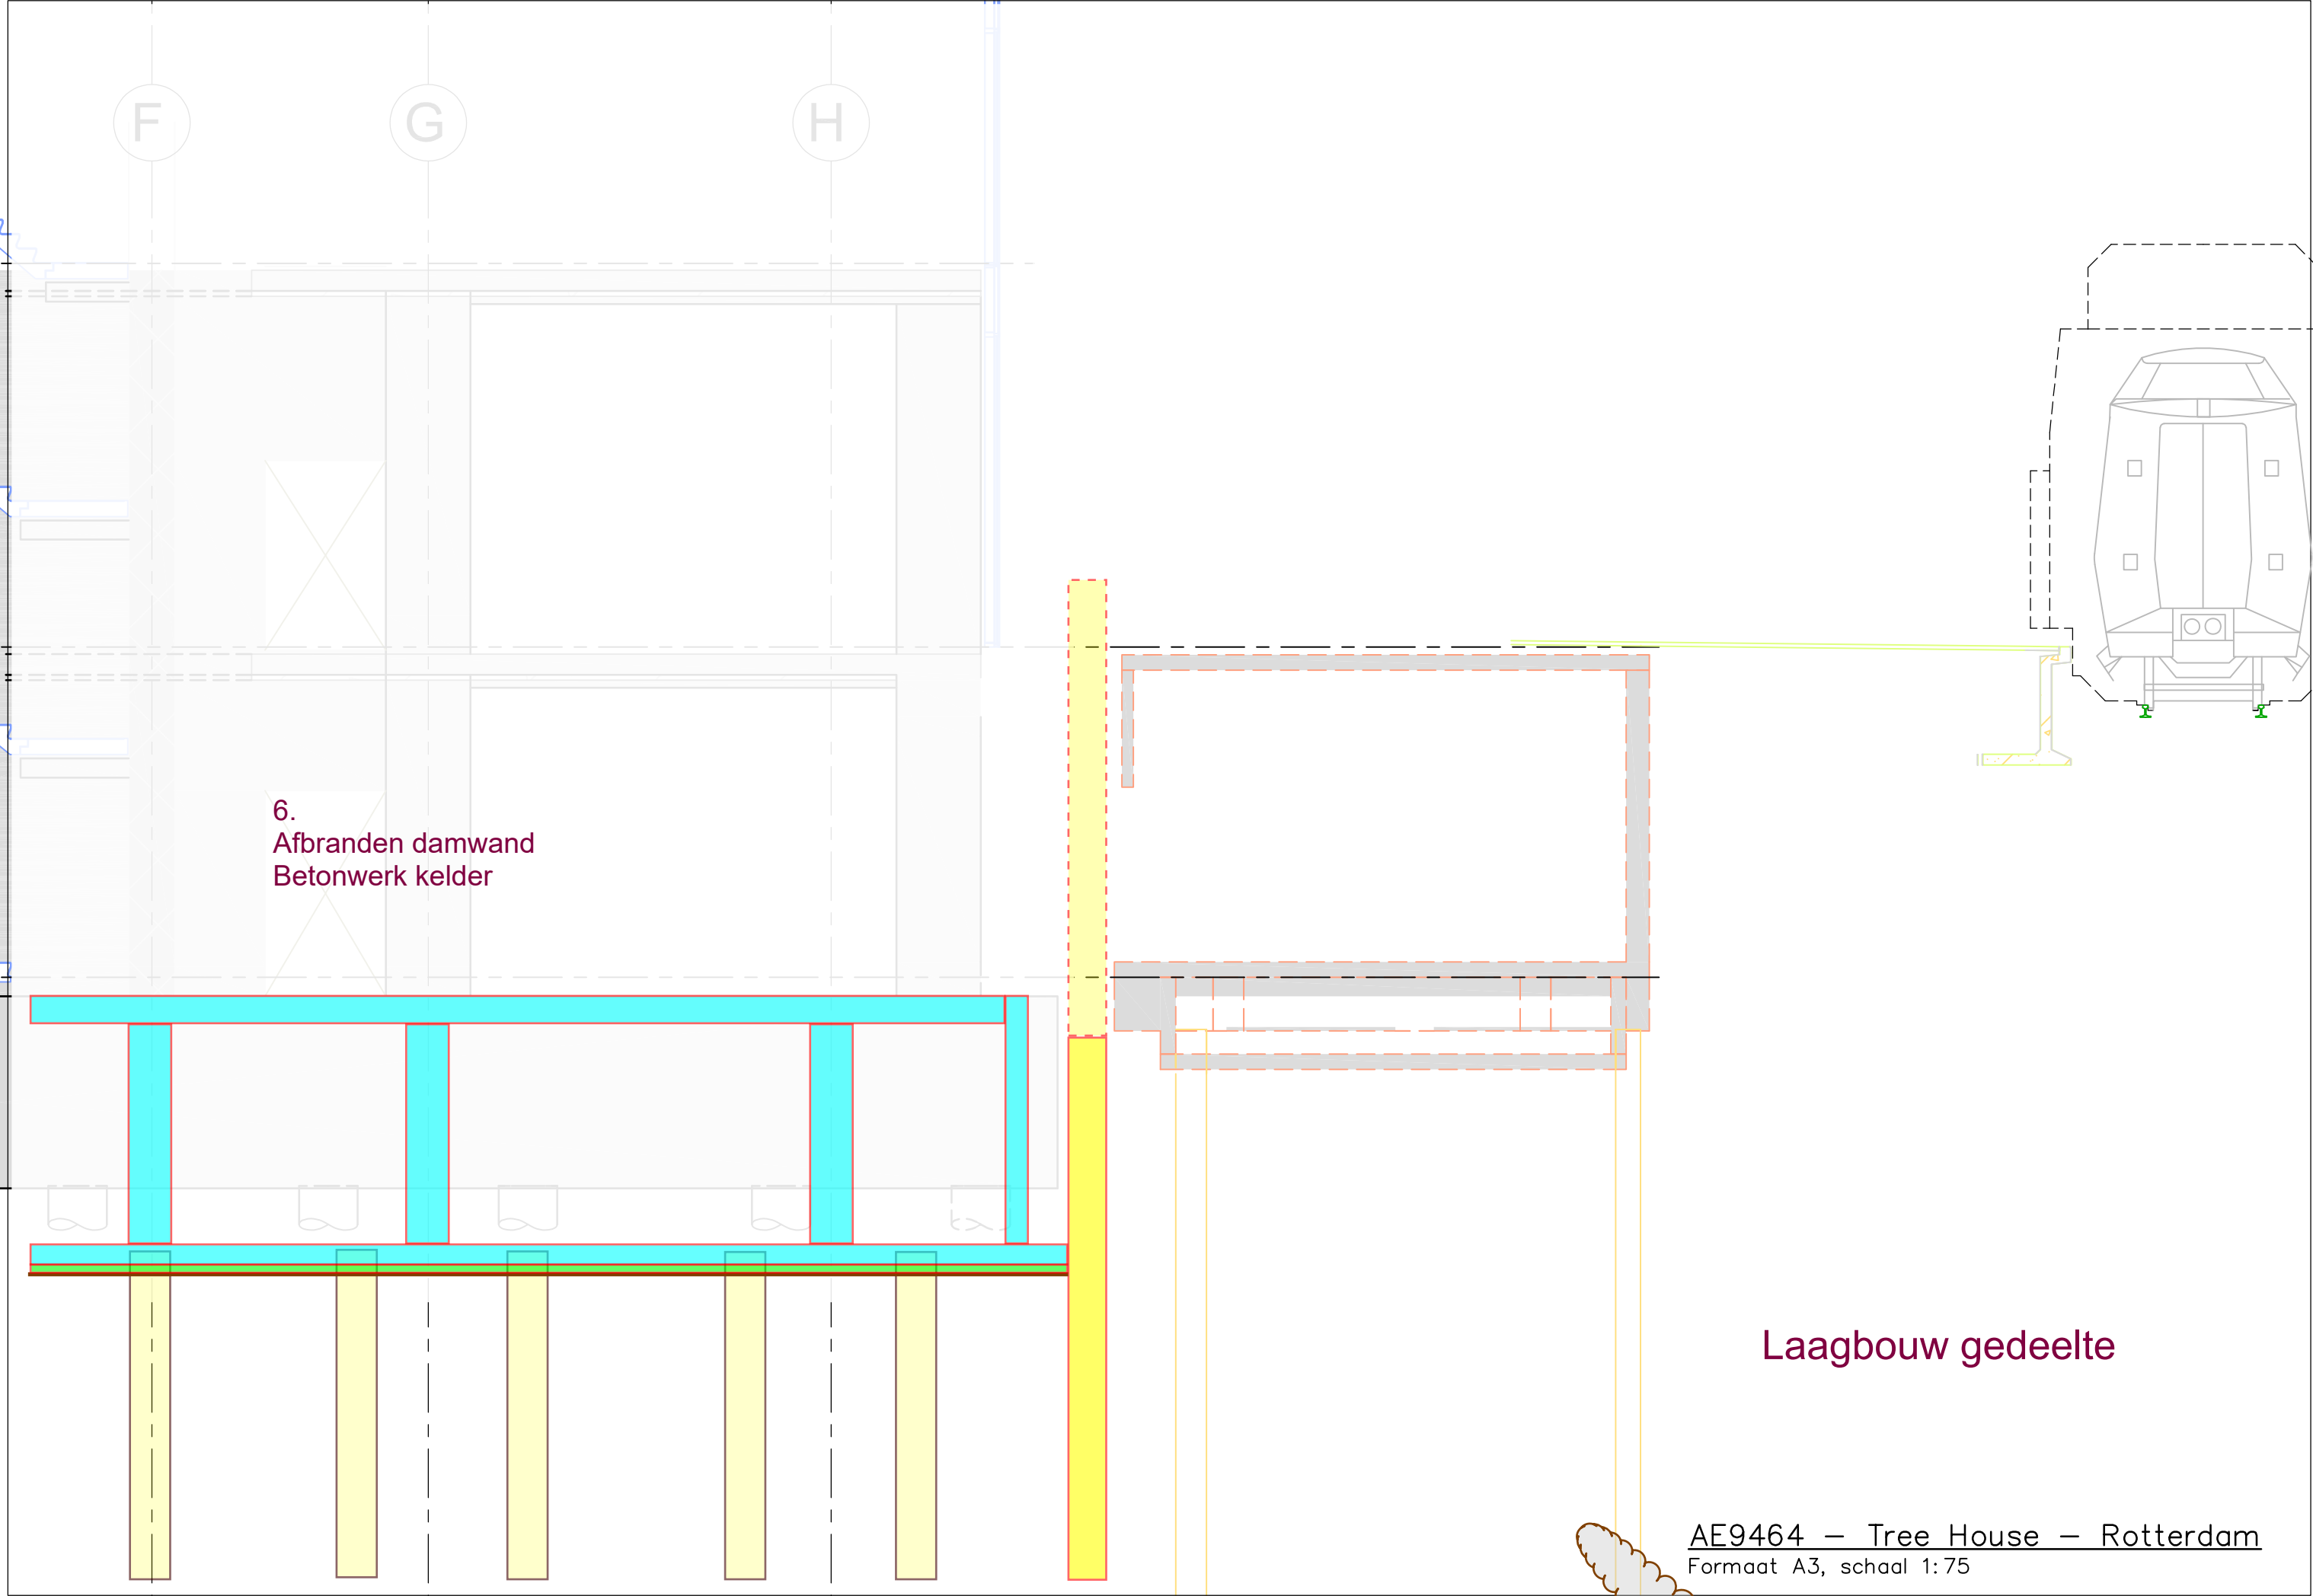 F
G
H
6.
Afbranden damwand
Betonwerk kelder
Laagbouw gedeelte
AE9464 – Tree House – Rotterdam
Formaat A3, schaal 1:75